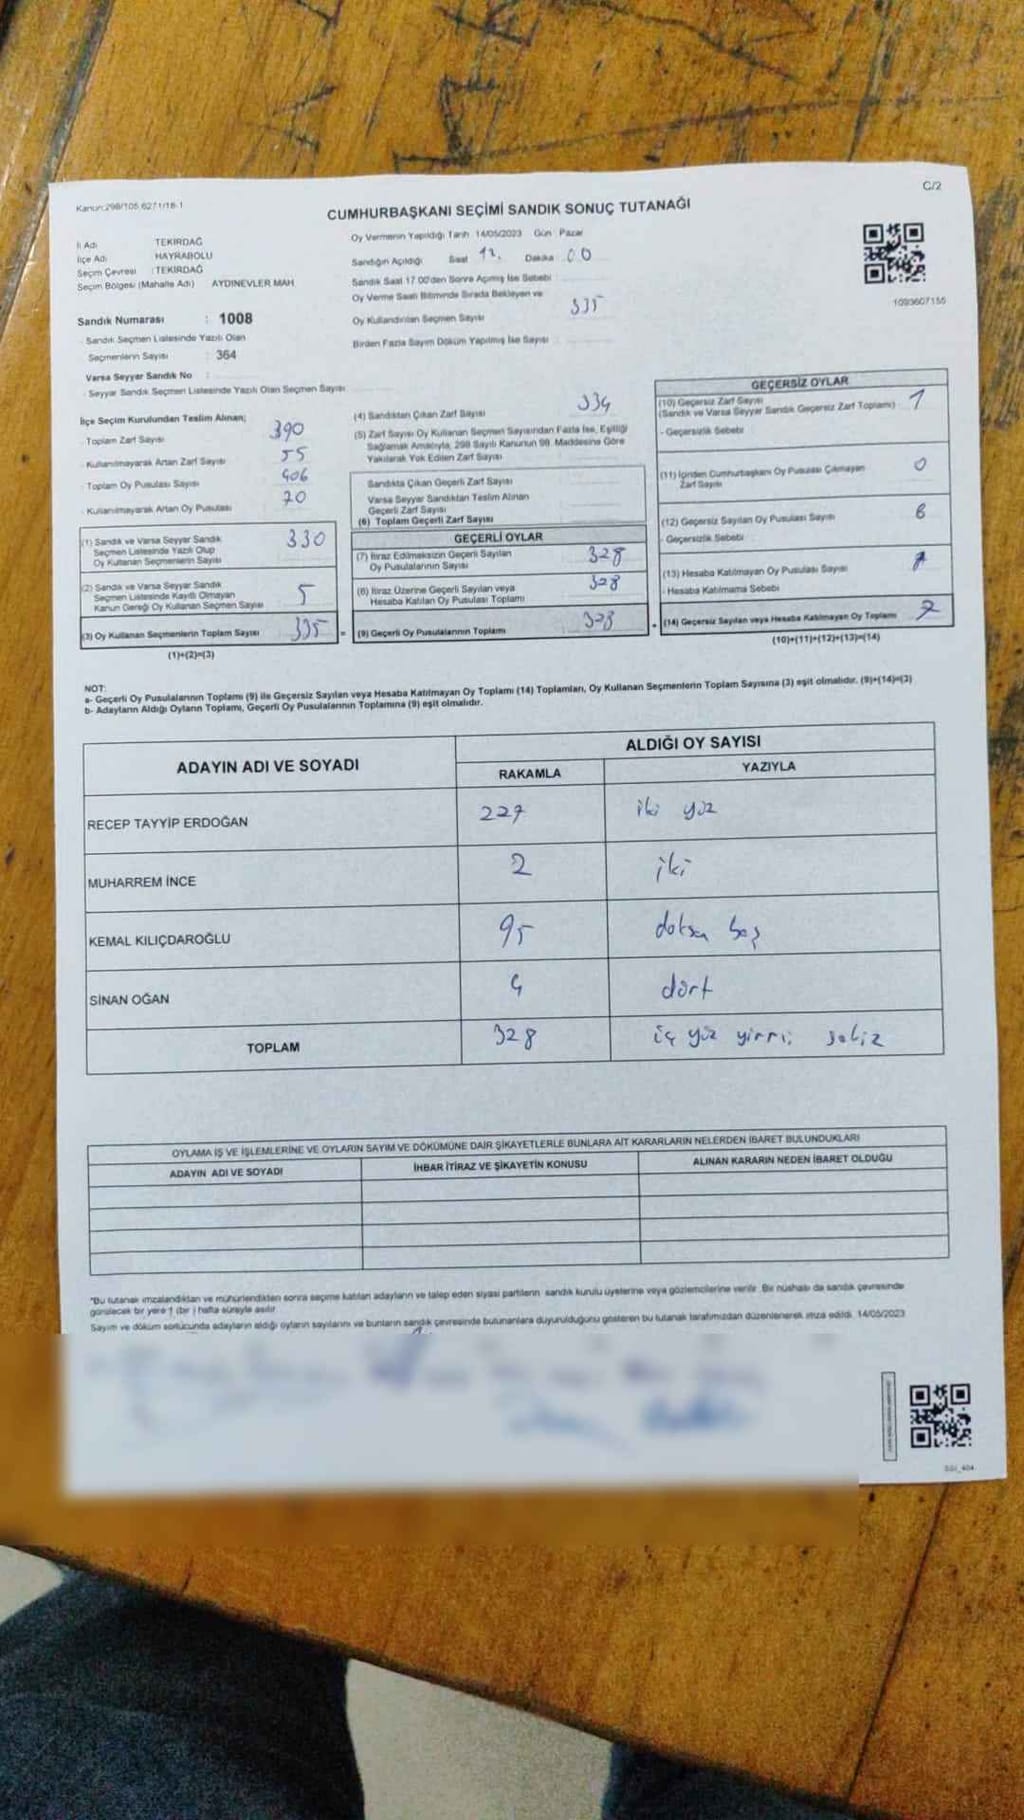 C/2
Kanun:298/105 6271/18-1
CUMHURBAŞKANI SEÇİMİ SANDIK SONUÇ TUTANAĞI
İl Adı TEKİRDAĞ
İlçe Adı HAYRABOLU
Seçim Çevresi : TEKİRDAĞ
Seçim Bölgesi (Mahalle Adı) AYDINEVLER MAH
Sandık Numarası : 1008
Sandık Seçmen Listesinde Yazılı Olan
Seçmenlerin Sayısı : 364
Varsa Seyyar Sandık No
Seyyar Sandık Seçmen Listesinde Yazılı Olan Seçmen Sayısı
Oy Vermenin Yapıldığı Tarih : 14/05/2023 Gün : Pazar
Sandığın Açıldığı Saat Dakika 00
Sandık Saat 17.00'den Sonra Açılmış İse Sebebi
Oy Verme Saati Bitiminde Sırada Bekleyen ve
Oy Kullandırılan Seçmen Sayısı 335
Birden Fazla Sayım Döküm Yapılmış İse Sayısı
1093607155
İlçe Seçim Kurulundan Teslim Alınan;
Toplam Zarf Sayısı 390
Kullanılmayarak Artan Zarf Sayısı 55
Toplam Oy Pusulası Sayısı 406
Kullanılmayarak Artan Oy Pusulası 70
(1) Sandık ve Varsa Seyyar Sandık
Seçmen Listesinde Yazılı Olup
Oy Kullanan Seçmenlerin Sayısı 330
(2) Sandık ve Varsa Seyyar Sandık
Seçmen Listesinde Kayıtlı Olmayan
Kanun Gereği Oy Kullanan Seçmen Sayısı 5
(3) Oy Kullanan Seçmenlerin Toplam Sayısı 335 =
(1)+(2)=(3)
(4) Sandıktan Çıkan Zarf Sayısı 334
(5) Zarf Sayısı Oy Kullanan Seçmen Sayısından Fazla İse, Eşitliği
Sağlamak Amacıyla, 298 Sayılı Kanunun 98. Maddesine Göre
Yakılarak Yok Edilen Zarf Sayısı
Sandıkta Çıkan Geçerli Zarf Sayısı
Varsa Seyyar Sandıktan Teslim Alınan
Geçerli Zarf Sayısı
(6) Toplam Geçerli Zarf Sayısı
GEÇERLİ OYLAR
(7) İtiraz Edilmeksizin Geçerli Sayılan
Oy Pusulalarının Sayısı 328
(8) İtiraz Üzerine Geçerli Sayılan veya
Hesaba Katılan Oy Pusulası Toplamı 328
(9) Geçerli Oy Pusulalarının Toplamı 328
GEÇERSİZ OYLAR
(10) Geçersiz Zarf Sayısı
(Sandık ve Varsa Seyyar Sandık Geçersiz Zarf Toplamı) 1
- Geçersizlik Sebebi
(11) İçinden Cumhurbaşkanı Oy Pusulası Çıkmayan
Zarf Sayısı 0
(12) Geçersiz Sayılan Oy Pusulası Sayısı 6
- Geçersizlik Sebebi
(13) Hesaba Katılmayan Oy Pusulası Sayısı
- Hesaba Katılmama Sebebi
(14) Geçersiz Sayılan veya Hesaba Katılmayan Oy Toplamı 7
(10)+(11)+(12)+(13)=(14)
NOT:
a- Geçerli Oy Pusulalarının Toplamı (9) ile Geçersiz Sayılan veya Hesaba Katılmayan Oy Toplamı (14) Toplamları, Oy Kullanan Seçmenlerin Toplam Sayısına (3) eşit olmalıdır. (9)+(14)=(3)
b- Adayların Aldığı Oyların Toplamı, Geçerli Oy Pusulalarının Toplamına (9) eşit olmalıdır.
ADAYIN ADI VE SOYADI
ALDIĞI OY SAYISI
RAKAMLA YAZIYLA
RECEP TAYYİP ERDOĞAN 227 iki yüz
MUHARREM İNCE 2 iki
KEMAL KILIÇDAROĞLU 95 doksan beş
SİNAN OĞAN 4 dört
TOPLAM 328 üç yüz yirmi sekiz
OYLAMA İŞ VE İŞLEMLERİNE VE OYLARIN SAYIM VE DÖKÜMÜNE DAİR ŞİKAYETLERLE BUNLARA AİT KARARLARIN NELERDEN İBARET BULUNDUKLARI
ADAYIN ADI VE SOYADI İHBAR İTİRAZ VE ŞİKAYETİN KONUSU ALINAN KARARIN NEDEN İBARET OLDUĞU
*Bu tutanak imzalandıktan ve mühürlendikten sonra seçime katılan adayların ve talep eden siyasi partilerin sandık kurulu üyelerine veya gözlemcilerine verilir. Bir nüshası da sandık çevresinde
görülecek bir yere 1 (bir) hafta süreyle asılır.
Sayım ve döküm sonucunda adayların aldığı oyların sayılarını ve bunların sandık çevresinde bulunanlara duyurulduğunu gösteren bu tutanak tarafımızdan düzenlenerek imza edildi. 14/05/2023